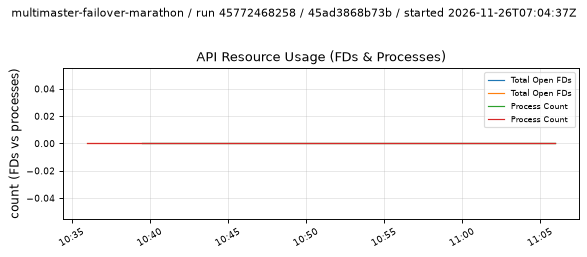 multimaster-failover-marathon / run 45772468258 / 45ad3868b73b / started 2026-11-26T07:04:37Z
API Resource Usage (FDs & Processes)
count (FDs vs processes)
0.04
0.02
0.00
−0.02
−0.04
Total Open FDs
Total Open FDs
Process Count
Process Count
10:35
10:40
10:45
10:50
10:55
11:00
11:05